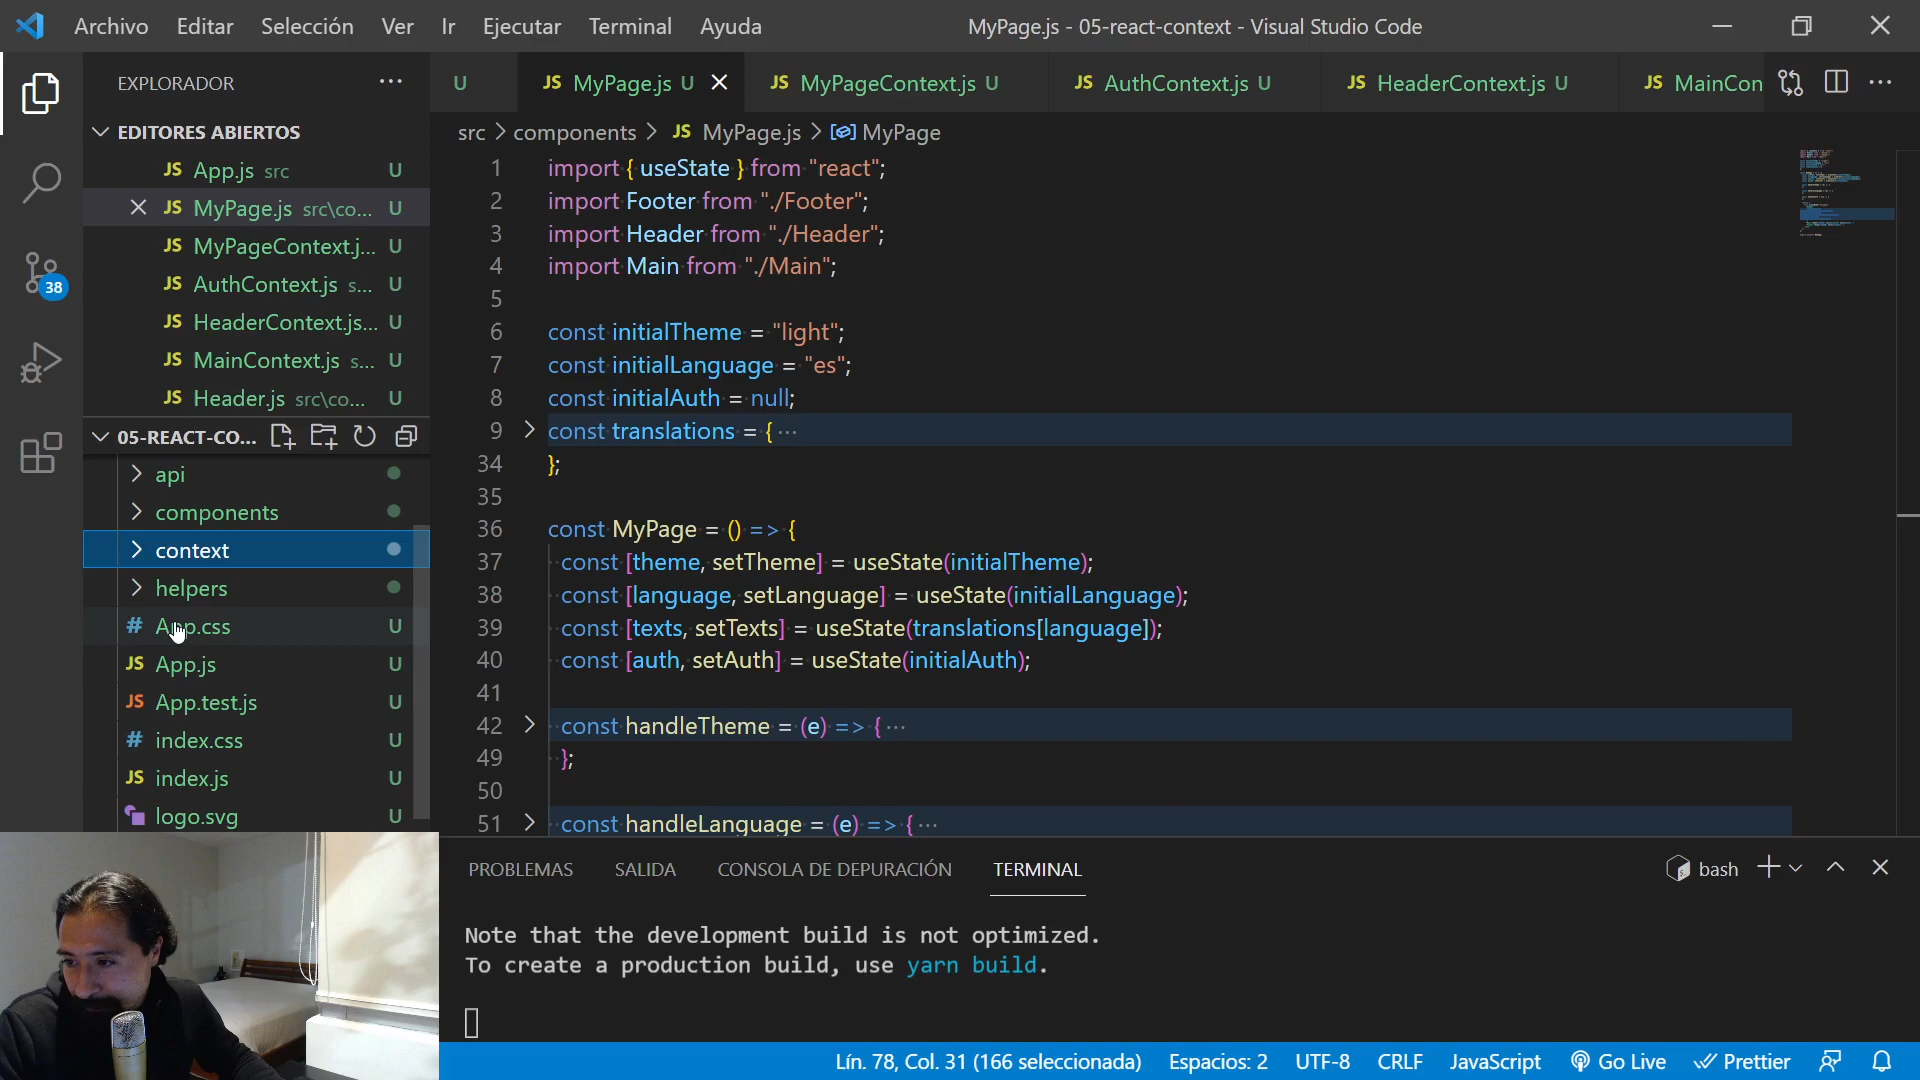 Archivo Editar Selección Ver Ir Ejecutar Terminal Ayuda MyPage.js - 05-react-context - Visual Studio Code
EXPLORADOR
U JS MyPage.js U JS MyPageContext.js U JS AuthContext.js U JS HeaderContext.js U JS MainCon
EDITORES ABIERTOS
JS App.js src U
JS MyPage.js src\co... U
JS MyPageContext.j... U
JS AuthContext.js s... U
JS HeaderContext.js... U
JS MainContext.js s... U
JS Header.js src\co... U
38
05-REACT-CO...
api
components
context
helpers
# App.css U
JS App.js U
JS App.test.js U
# index.css U
JS index.js U
logo.svg U
src > components > JS MyPage.js > MyPage
1 import { useState } from "react";
2 import Footer from "./Footer";
3 import Header from "./Header";
4 import Main from "./Main";
5
6 const initialTheme = "light";
7 const initialLanguage = "es";
8 const initialAuth = null;
9 const translations = { ...
34 };
35
36 const MyPage = () => {
37 const [theme, setTheme] = useState(initialTheme);
38 const [language, setLanguage] = useState(initialLanguage);
39 const [texts, setTexts] = useState(translations[language]);
40 const [auth, setAuth] = useState(initialAuth);
41
42 const handleTheme = (e) => { ...
49 };
50
51 const handleLanguage = (e) => { ...
PROBLEMAS SALIDA CONSOLA DE DEPURACIÓN TERMINAL bash
Note that the development build is not optimized.
To create a production build, use yarn build.
Lín. 78, Col. 31 (166 seleccionada) Espacios: 2 UTF-8 CRLF JavaScript Go Live Prettier